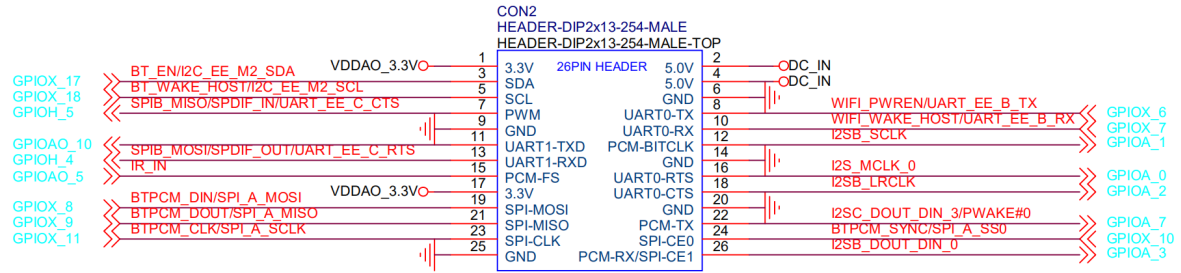 CON2
HEADER-DIP2x13-254-MALE
HEADER-DIP2x13-254-MALE-TOP
VDDAO_3.3V 1 3.3V 26PIN HEADER 5.0V 2 DC_IN
GPIOX_17 BT_EN/I2C_EE_M2_SDA 3 SDA 5.0V 4 DC_IN
GPIOX_18 BT_WAKE_HOST/I2C_EE_M2_SCL 5 SCL GND 6
GPIOH_5 SPIB_MISO/SPDIF_IN/UART_EE_C_CTS 7 PWM UART0-TX 8 WIFI_PWREN/UART_EE_B_TX GPIOX_6
9 GND UART0-RX 10 WIFI_WAKE_HOST/UART_EE_B_RX GPIOX_7
GPIOAO_10 11 UART1-TXD PCM-BITCLK 12 I2SB_SCLK GPIOA_1
GPIOH_4 SPIB_MOSI/SPDIF_OUT/UART_EE_C_RTS 13 UART1-RXD GND 14
GPIOAO_5 IR_IN 15 PCM-FS UART0-RTS 16 I2S_MCLK_0 GPIOA_0
VDDAO_3.3V 17 3.3V UART0-CTS 18 I2SB_LRCLK GPIOA_2
GPIOX_8 BTPCM_DIN/SPI_A_MOSI 19 SPI-MOSI GND 20
GPIOX_9 BTPCM_DOUT/SPI_A_MISO 21 SPI-MISO PCM-TX 22 I2SC_DOUT_DIN_3/PWAKE#0 GPIOA_7
GPIOX_11 BTPCM_CLK/SPI_A_SCLK 23 SPI-CLK SPI-CE0 24 BTPCM_SYNC/SPI_A_SS0 GPIOX_10
25 GND PCM-RX/SPI-CE1 26 I2SB_DOUT_DIN_0 GPIOA_3